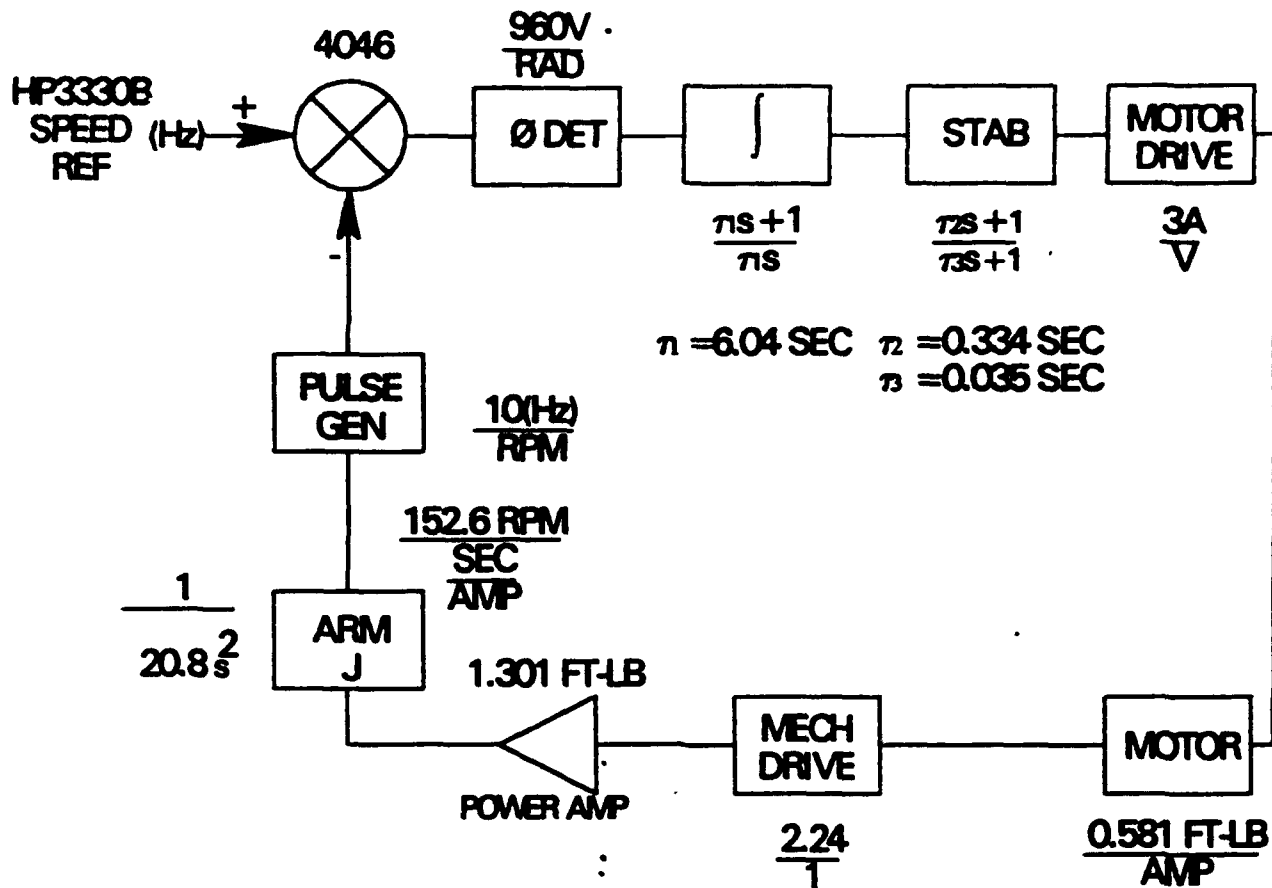 4046
960V
RAD
HP3330B
SPEED (Hz)
REF
+
-
Ø DET
∫
STAB
MOTOR
DRIVE
τ1s + 1
τ1s
τ2s + 1
τ3s + 1
3A
V
τ1 = 6.04 SEC τ2 = 0.334 SEC
τ3 = 0.035 SEC
PULSE
GEN
10(Hz)
RPM
152.6 RPM
SEC
AMP
1
20.8 s²
ARM
J
1.301 FT-LB
POWER AMP
MECH
DRIVE
2.24
1
MOTOR
0.581 FT-LB
AMP